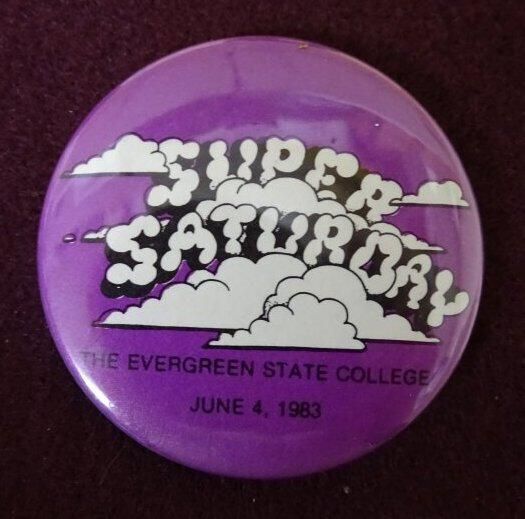 SUPER
SATURDAY
THE EVERGREEN STATE COLLEGE
JUNE 4, 1983